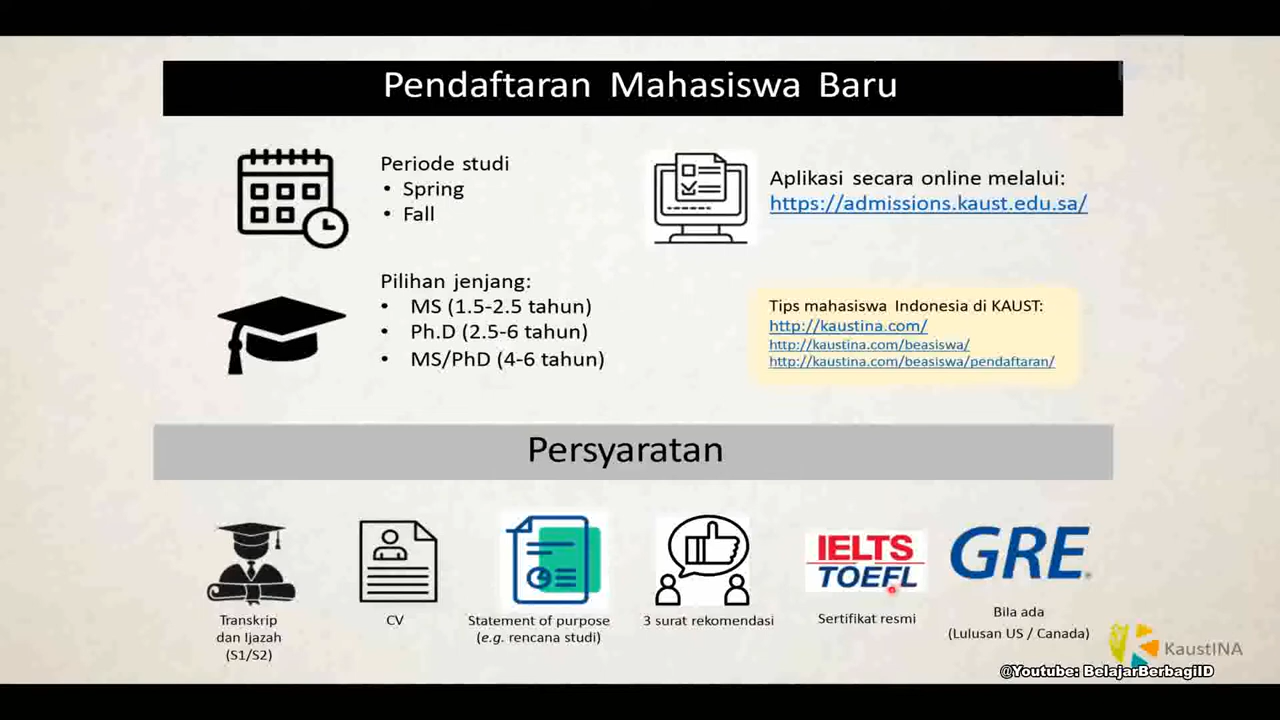 Pendaftaran Mahasiswa Baru
Periode studi
• Spring
• Fall
Aplikasi secara online melalui:
https://admissions.kaust.edu.sa/
Pilihan jenjang:
• MS (1.5-2.5 tahun)
• Ph.D (2.5-6 tahun)
• MS/PhD (4-6 tahun)
Tips mahasiswa Indonesia di KAUST:
http://kaustina.com/
http://kaustina.com/beasiswa/
http://kaustina.com/beasiswa/pendaftaran/
Persyaratan
Transkrip
dan Ijazah
(S1/S2)
CV
Statement of purpose
(e.g. rencana studi)
3 surat rekomendasi
IELTS
TOEFL
Sertifikat resmi
GRE
Bila ada
(Lulusan US / Canada)
KaustINA
@Youtube: BelajarBerbagiID